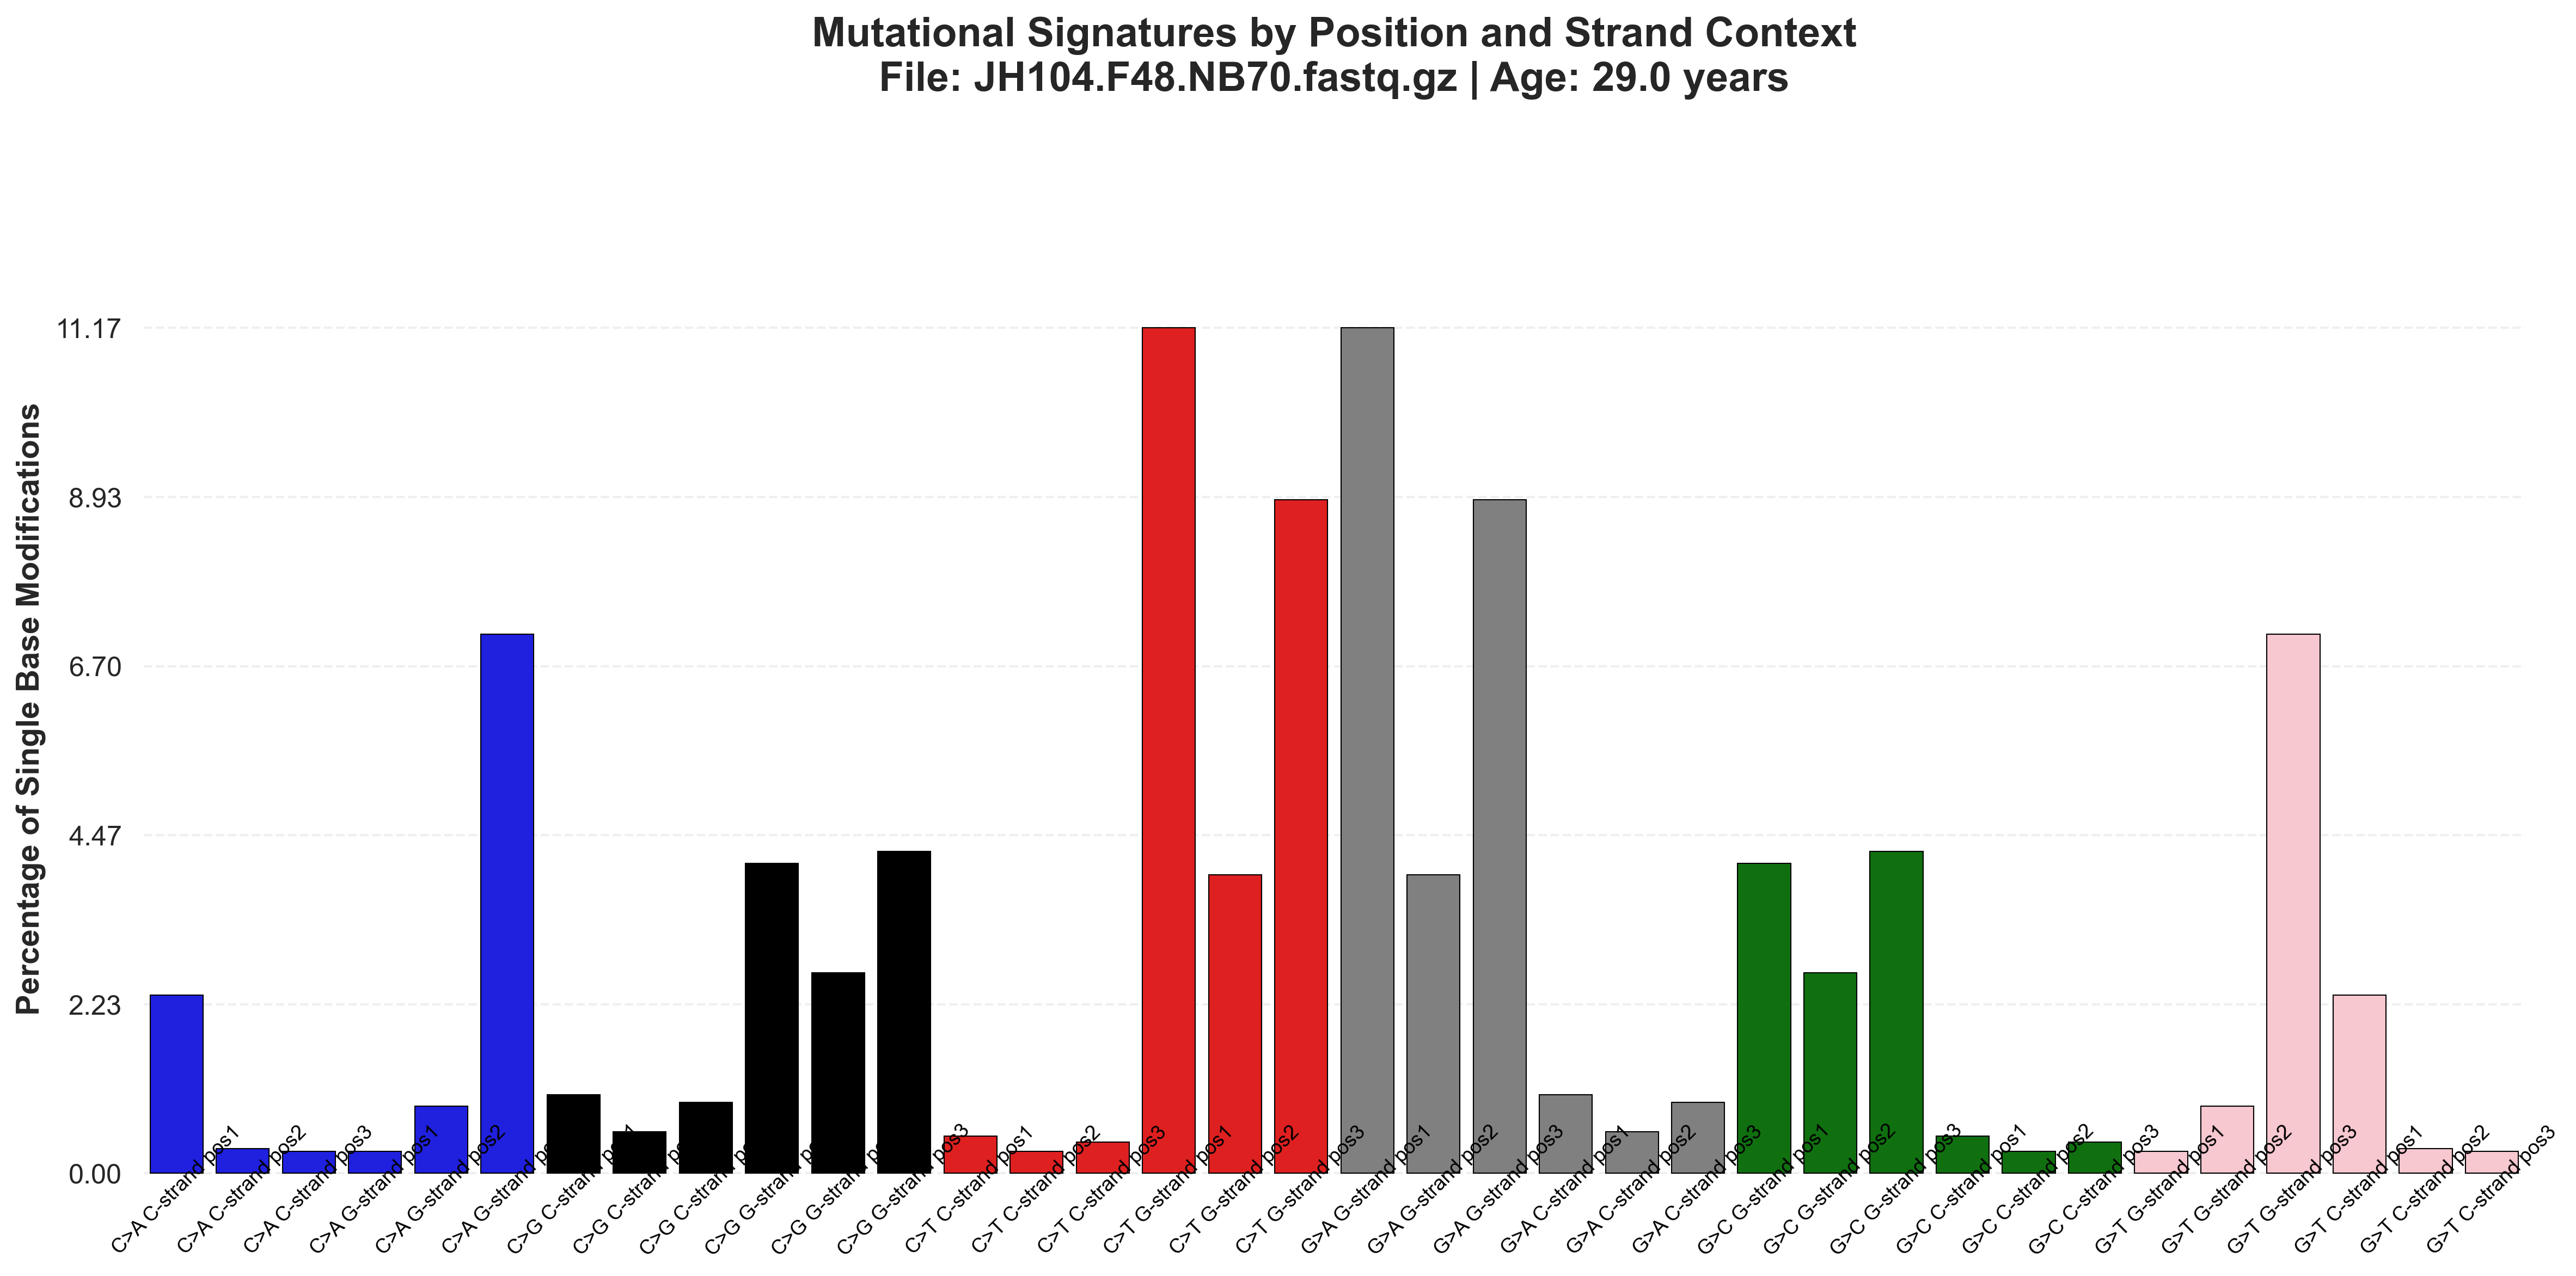 Mutational Signatures by Position and Strand Context
File: JH104.F48.NB70.fastq.gz | Age: 29.0 years
Percentage of Single Base Modifications
11.17
8.93
6.70
4.47
2.23
0.00
C>A C-strand pos1
C>A C-strand pos2
C>A C-strand pos3
C>A G-strand pos1
C>A G-strand pos2
C>A G-strand pos3
C>G C-strand pos1
C>G C-strand pos2
C>G C-strand pos3
C>G G-strand pos1
C>G G-strand pos2
C>G G-strand pos3
C>T C-strand pos1
C>T C-strand pos2
C>T C-strand pos3
C>T G-strand pos1
C>T G-strand pos2
C>T G-strand pos3
G>A G-strand pos1
G>A G-strand pos2
G>A G-strand pos3
G>A C-strand pos1
G>A C-strand pos2
G>A C-strand pos3
G>C G-strand pos1
G>C G-strand pos2
G>C G-strand pos3
G>C C-strand pos1
G>C C-strand pos2
G>C C-strand pos3
G>T G-strand pos1
G>T G-strand pos2
G>T G-strand pos3
G>T C-strand pos1
G>T C-strand pos2
G>T C-strand pos3